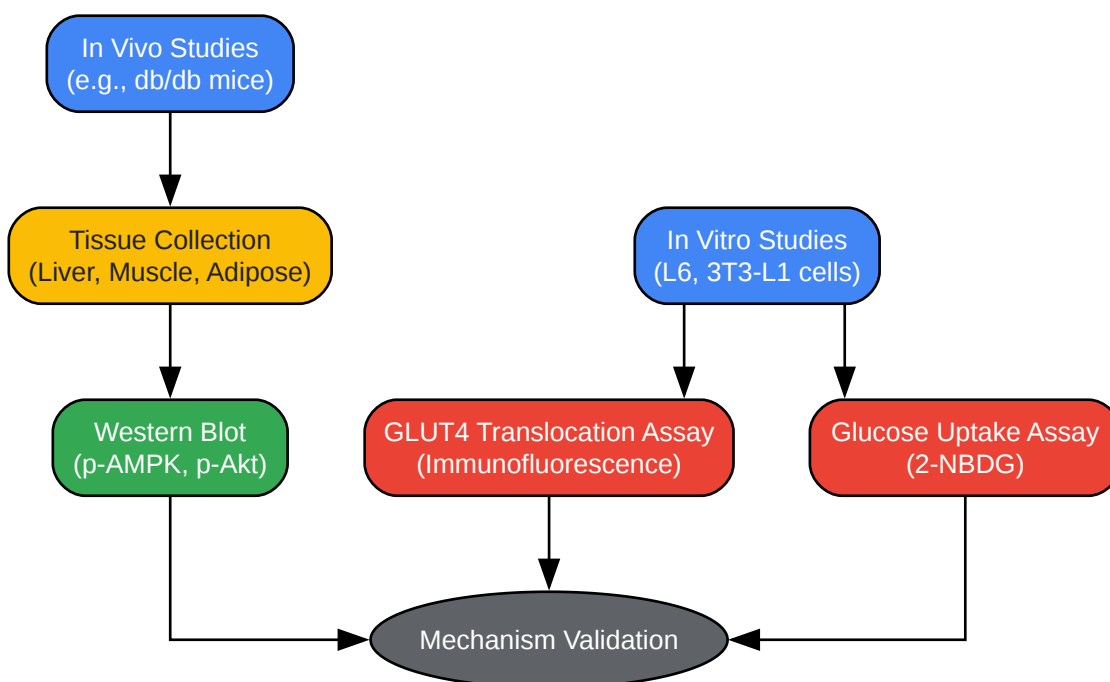 In Vivo Studies
(e.g., db/db mice)
Tissue Collection
(Liver, Muscle, Adipose)
In Vitro Studies
(L6, 3T3-L1 cells)
Western Blot
(p-AMPK, p-Akt)
GLUT4 Translocation Assay
(Immunofluorescence)
Glucose Uptake Assay
(2-NBDG)
Mechanism Validation